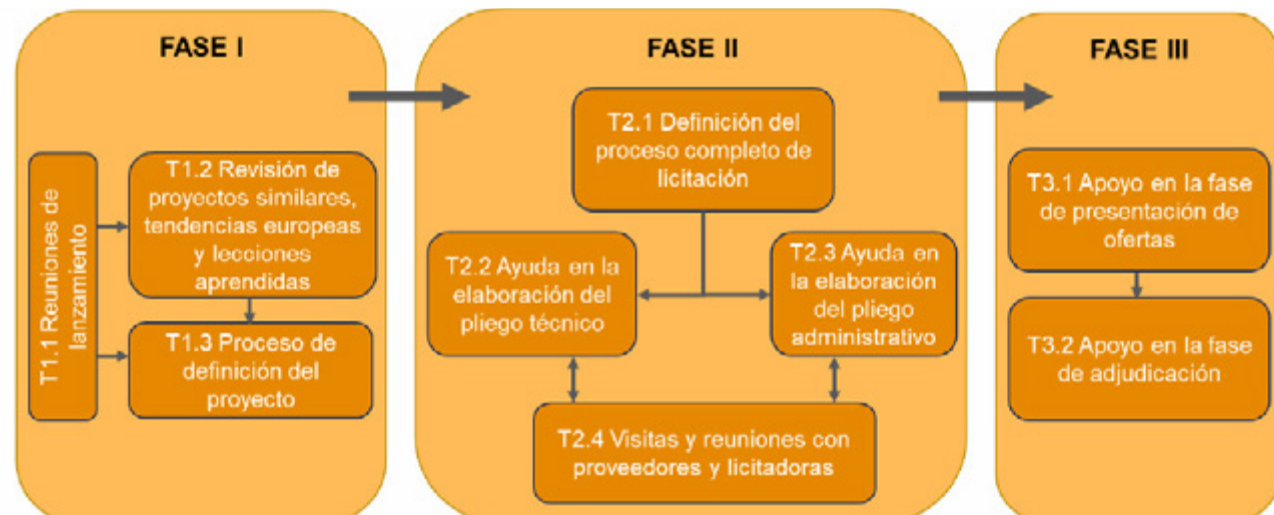 FASE I
T1.1 Reuniones de
lanzamiento
T1.2 Revisión de
proyectos similares,
tendencias europeas
y lecciones
aprendidas
T1.3 Proceso de
definición del
proyecto
FASE II
T2.1 Definición del
proceso completo de
licitación
T2.2 Ayuda en la
elaboración del
pliego técnico
T2.3 Ayuda en
la elaboración
del pliego
administrativo
T2.4 Visitas y reuniones con
proveedores y licitadoras
FASE III
T3.1 Apoyo en la fase
de presentación de
ofertas
T3.2 Apoyo en la fase
de adjudicación